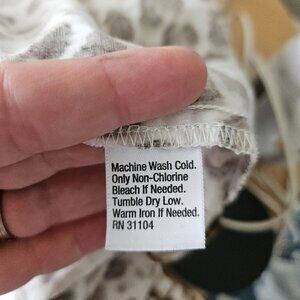 Machine Wash Cold.
Only Non-Chlorine
Bleach If Needed.
Tumble Dry Low.
Warm Iron If Needed.
RN 31104